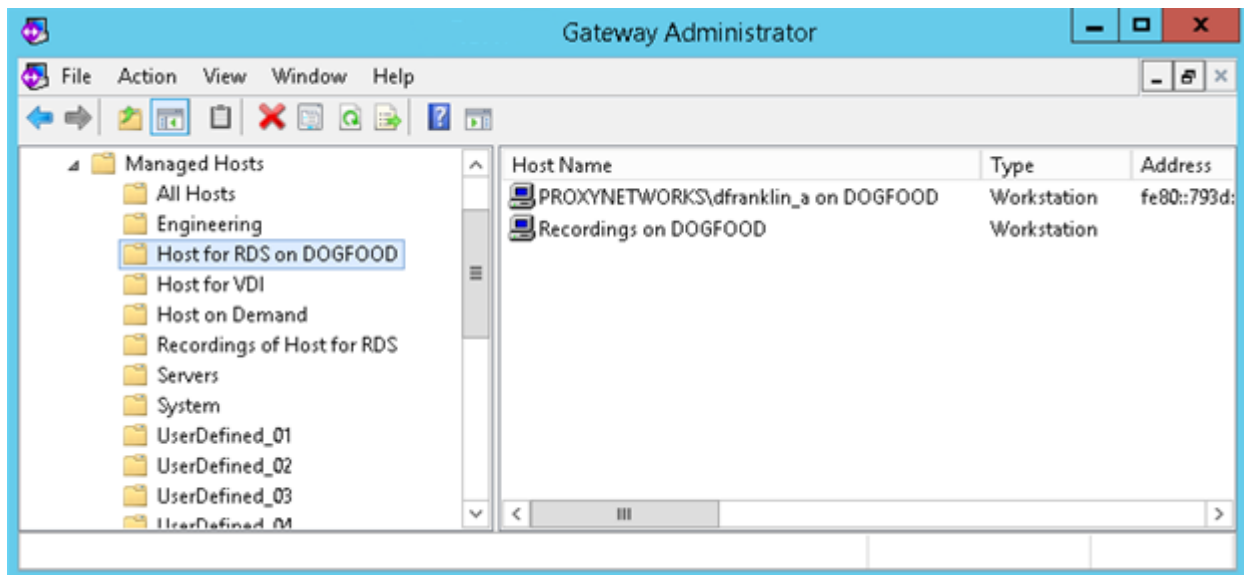 Gateway Administrator
File Action View Window Help
Managed Hosts
All Hosts
Engineering
Host for RDS on DOGFOOD
Host for VDI
Host on Demand
Recordings of Host for RDS
Servers
System
UserDefined_01
UserDefined_02
UserDefined_03
UserDefined_04
Host Name Type Address
PROXYNETWORKS\dfranklin_a on DOGFOOD Workstation fe80::793d:
Recordings on DOGFOOD Workstation